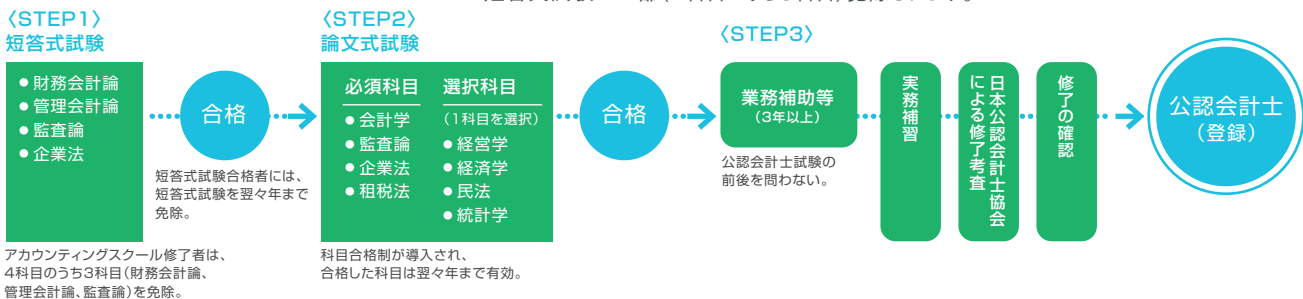 〈STEP1〉
短答式試験
●財務会計論
●管理会計論
●監査論
●企業法
合格
短答式試験合格者には、
短答式試験を翌々年まで
免除。
アカウンティングスクール修了者は、
4科目のうち3科目(財務会計論、
管理会計論、監査論)を免除。
〈STEP2〉
論文式試験
必須科目
●会計学
●監査論
●企業法
●租税法
選択科目
(1科目を選択)
●経営学
●経済学
●民法
●統計学
科目合格制が導入され、
合格した科目は翌々年まで有効。
合格
〈STEP3〉
業務補助等
(3年以上)
公認会計士試験の
前後を問わない。
実務補習
日本公認会計士協会
による修了考査
修了の確認
公認会計士
(登録)